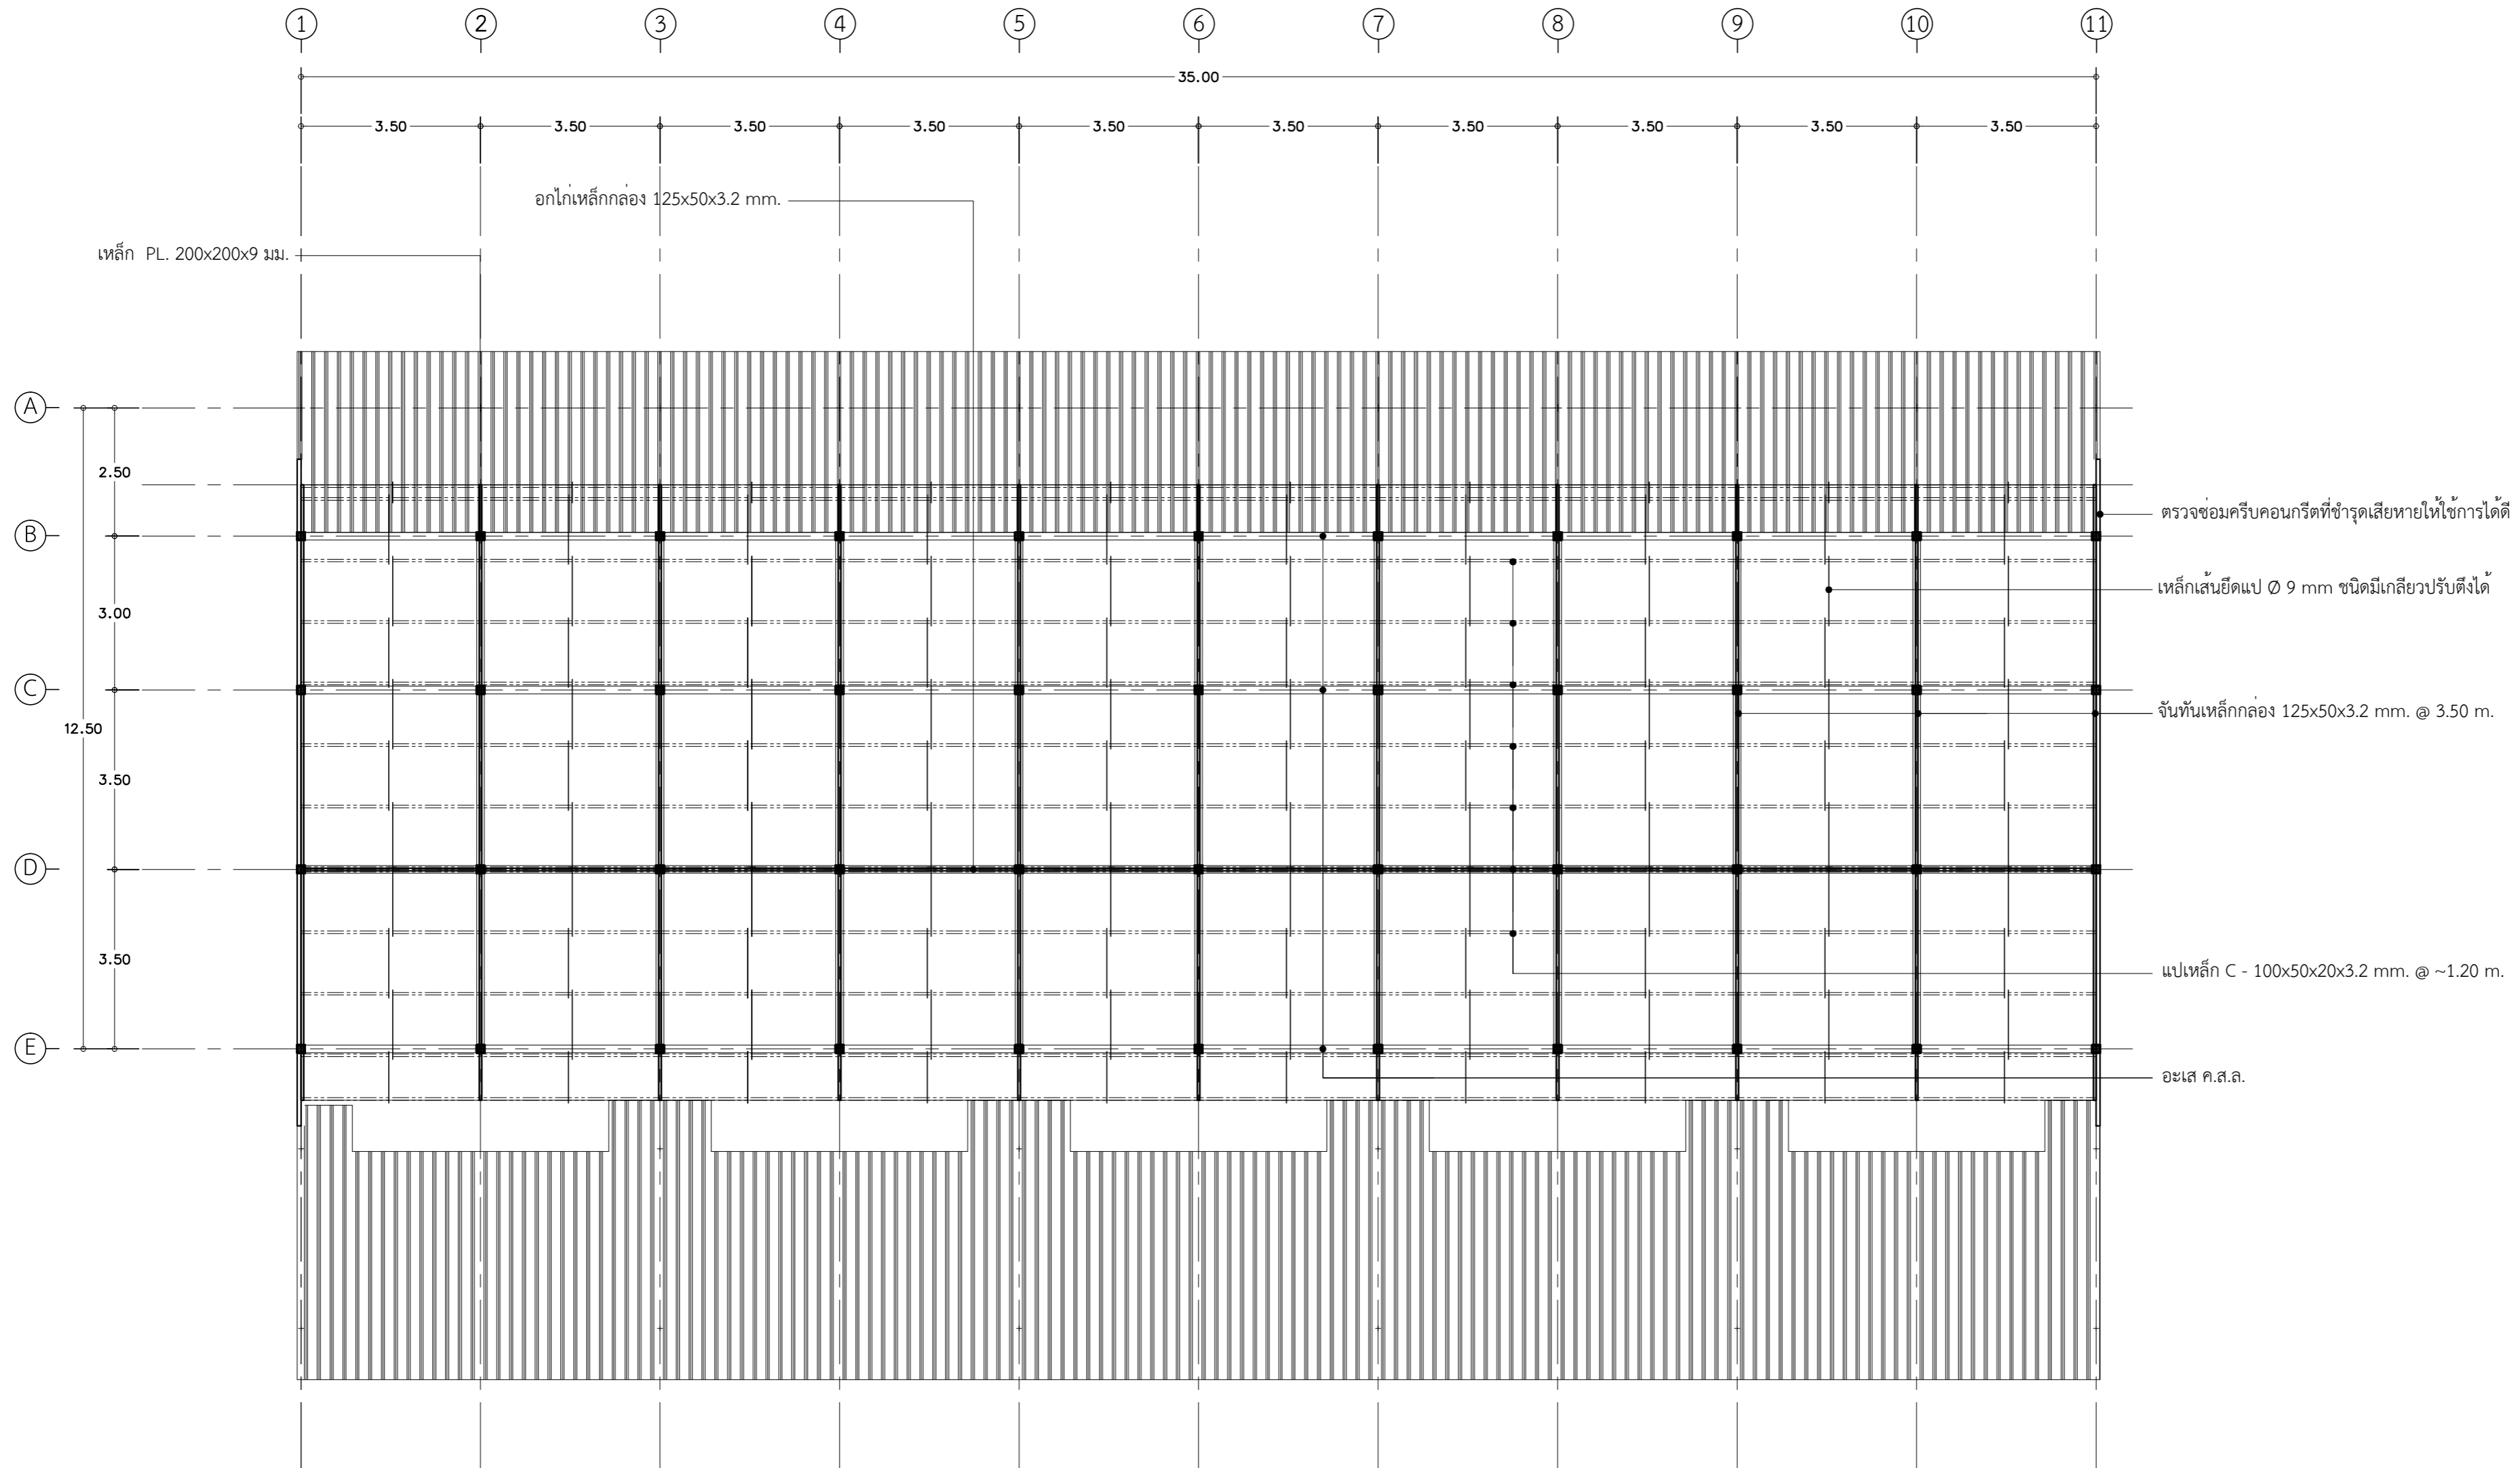 1 2 3 4 5 6 7 8 9 10 11
35.00
3.50 3.50 3.50 3.50 3.50 3.50 3.50 3.50 3.50 3.50
อกไก่เหล็กกล่อง 125x50x3.2 mm.
เหล็ก PL. 200x200x9 มม.
A
2.50
B
ตรวจซ่อมครีบคอนกรีตที่ชำรุดเสียหายให้ใช้การได้ดี
เหล็กเส้นยึดแป Ø 9 mm ชนิดมีเกลียวปรับตึงได้
3.00
C
จันทันเหล็กกล่อง 125x50x3.2 mm. @ 3.50 m.
12.50
3.50
D
3.50
แปเหล็ก C - 100x50x20x3.2 mm. @ ~1.20 m.
E
อะเส ค.ส.ล.